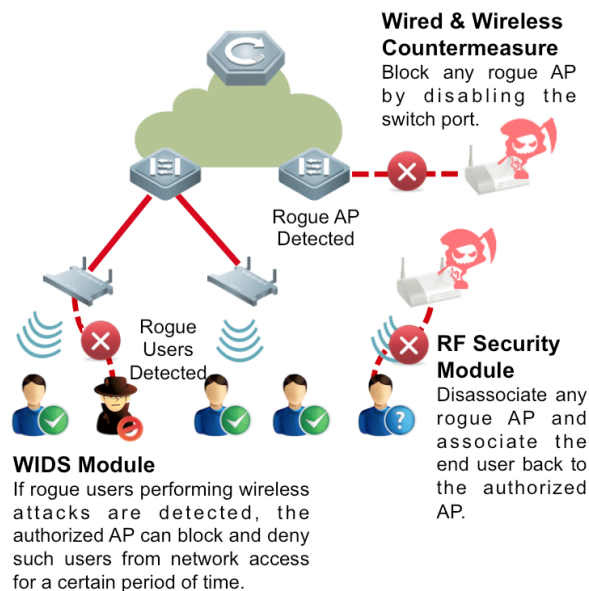 Wired & Wireless
Countermeasure
Block any rogue AP
by disabling the
switch port.
Rogue AP
Detected
Rogue
Users
Detected
RF Security
Module
Disassociate any
rogue AP and
associate the
end user back to
the authorized
AP.
WIDS Module
If rogue users performing wireless
attacks are detected, the
authorized AP can block and deny
such users from network access
for a certain period of time.